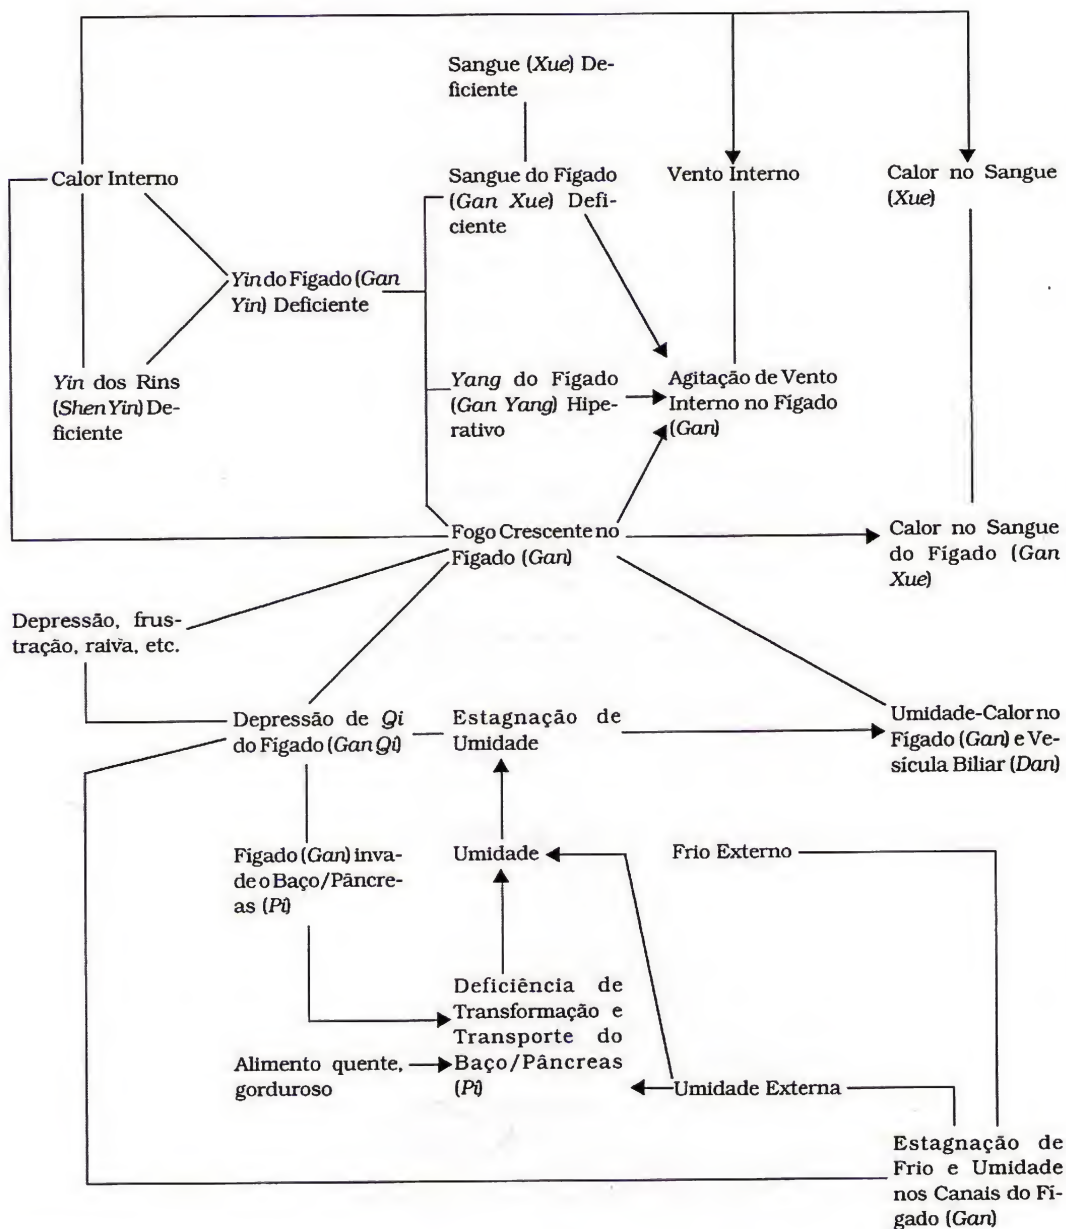 Sangue (Xue) De-
ficiente
Calor Interno
Sangue do Fígado
(Gan Xue) Defi-
ciente
Vento Interno
Calor no Sangue
(Xue)
Yin do Fígado (Gan
Yin) Deficiente
Yin dos Rins
(Shen Yin) De-
ficiente
Yang do Fígado
(Gan Yang) Hipe-
rativo
Agitação de Vento
Interno no Fígado
(Gan)
Fogo Crescente no
Fígado (Gan)
Calor no Sangue
do Fígado (Gan
Xue)
Depressão, frus-
tração, raiva, etc.
Depressão de Qi
do Fígado (Gan Qi)
Estagnação de
Umidade
Umidade-Calor no
Fígado (Gan) e Ve-
sícula Biliar (Dan)
Fígado (Gan) inva-
de o Baço/Pâncre-
as (Pi)
Umidade
Frio Externo
Deficiência de
Transformação e
Transporte do
Baço/Pâncreas
(Pi)
Alimento quente,
gorduroso
Umidade Externa
Estagnação de
Frio e Umidade
nos Canais do Fí-
gado (Gan)